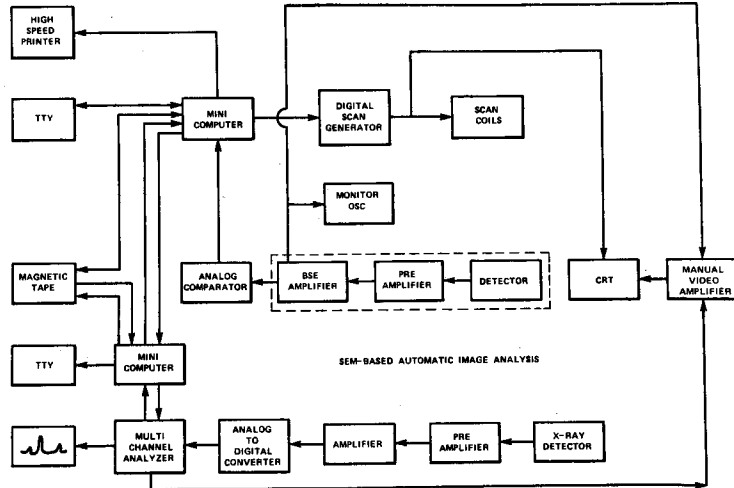 HIGH
SPEED
PRINTER
TTY
MINI
COMPUTER
DIGITAL
SCAN
GENERATOR
SCAN
COILS
MONITOR
OSC
MAGNETIC
TAPE
ANALOG
COMPARATOR
BSE
AMPLIFIER
PRE
AMPLIFIER
DETECTOR
CRT
MANUAL
VIDEO
AMPLIFIER
TTY
MINI
COMPUTER
SEM-BASED AUTOMATIC IMAGE ANALYSIS
MULTI
CHANNEL
ANALYZER
ANALOG
TO
DIGITAL
CONVERTER
AMPLIFIER
PRE
AMPLIFIER
X-RAY
DETECTOR